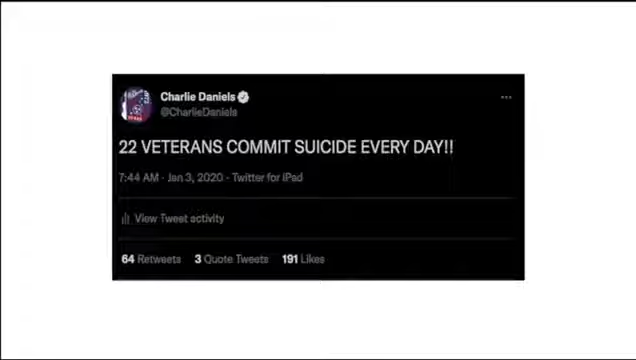 Charlie Daniels
@CharlieDaniels
22 VETERANS COMMIT SUICIDE EVERY DAY!!
7:44 AM · Jan 3, 2020 · Twitter for iPad
View Tweet activity
64 Retweets 3 Quote Tweets 191 Likes